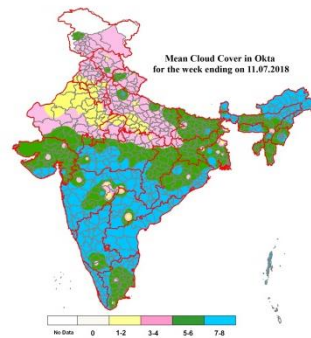 Mean Cloud Cover in Okta
for the week ending on 11.07.2018
No Data 0 1-2 3-4 5-6 7-8